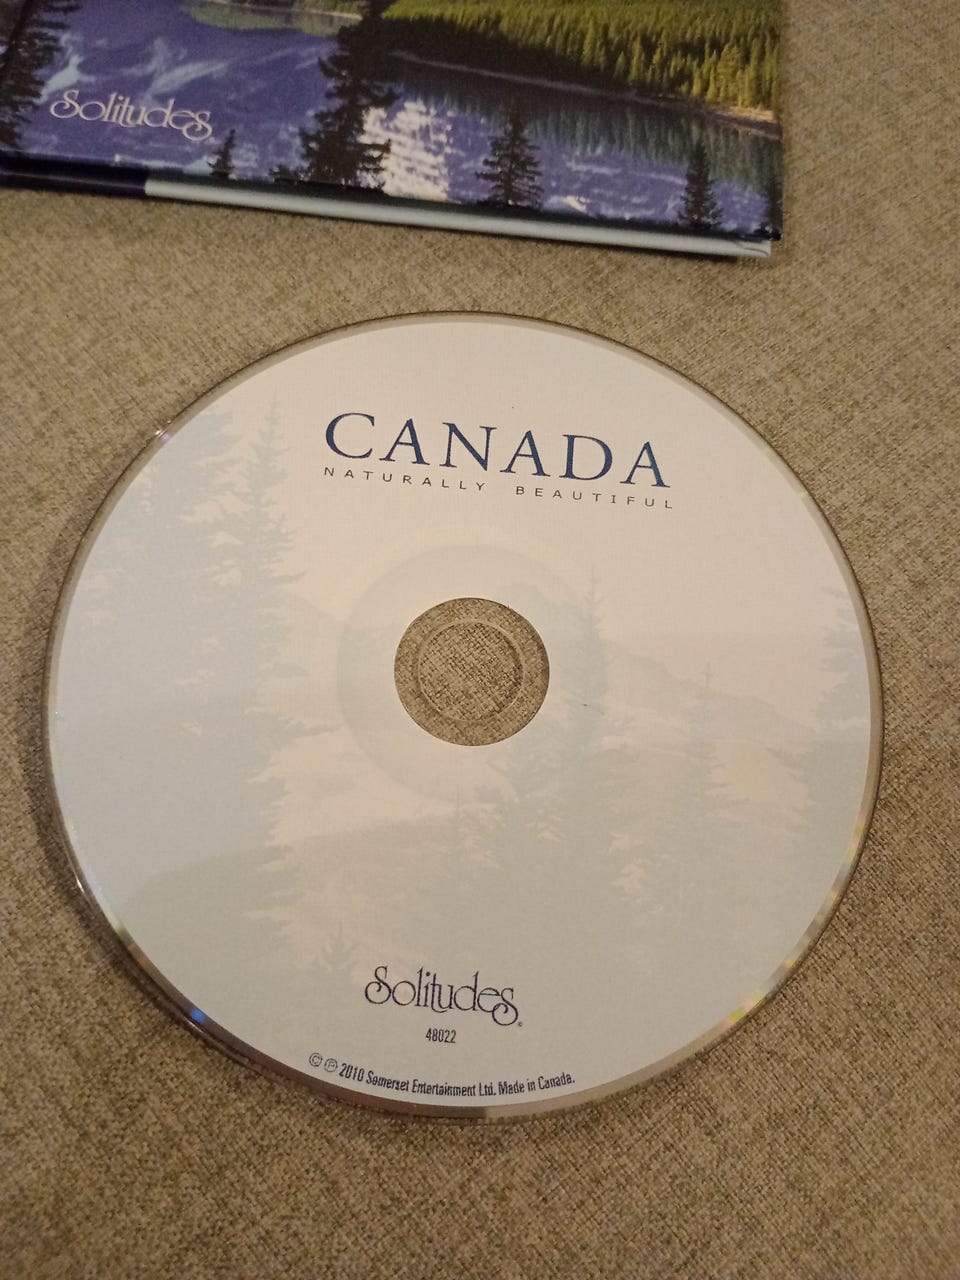 Solitudes
CANADA
NATURALLY BEAUTIFUL
Solitudes®
48022
© ℗ 2010 Somerset Entertainment Ltd. Made in Canada.